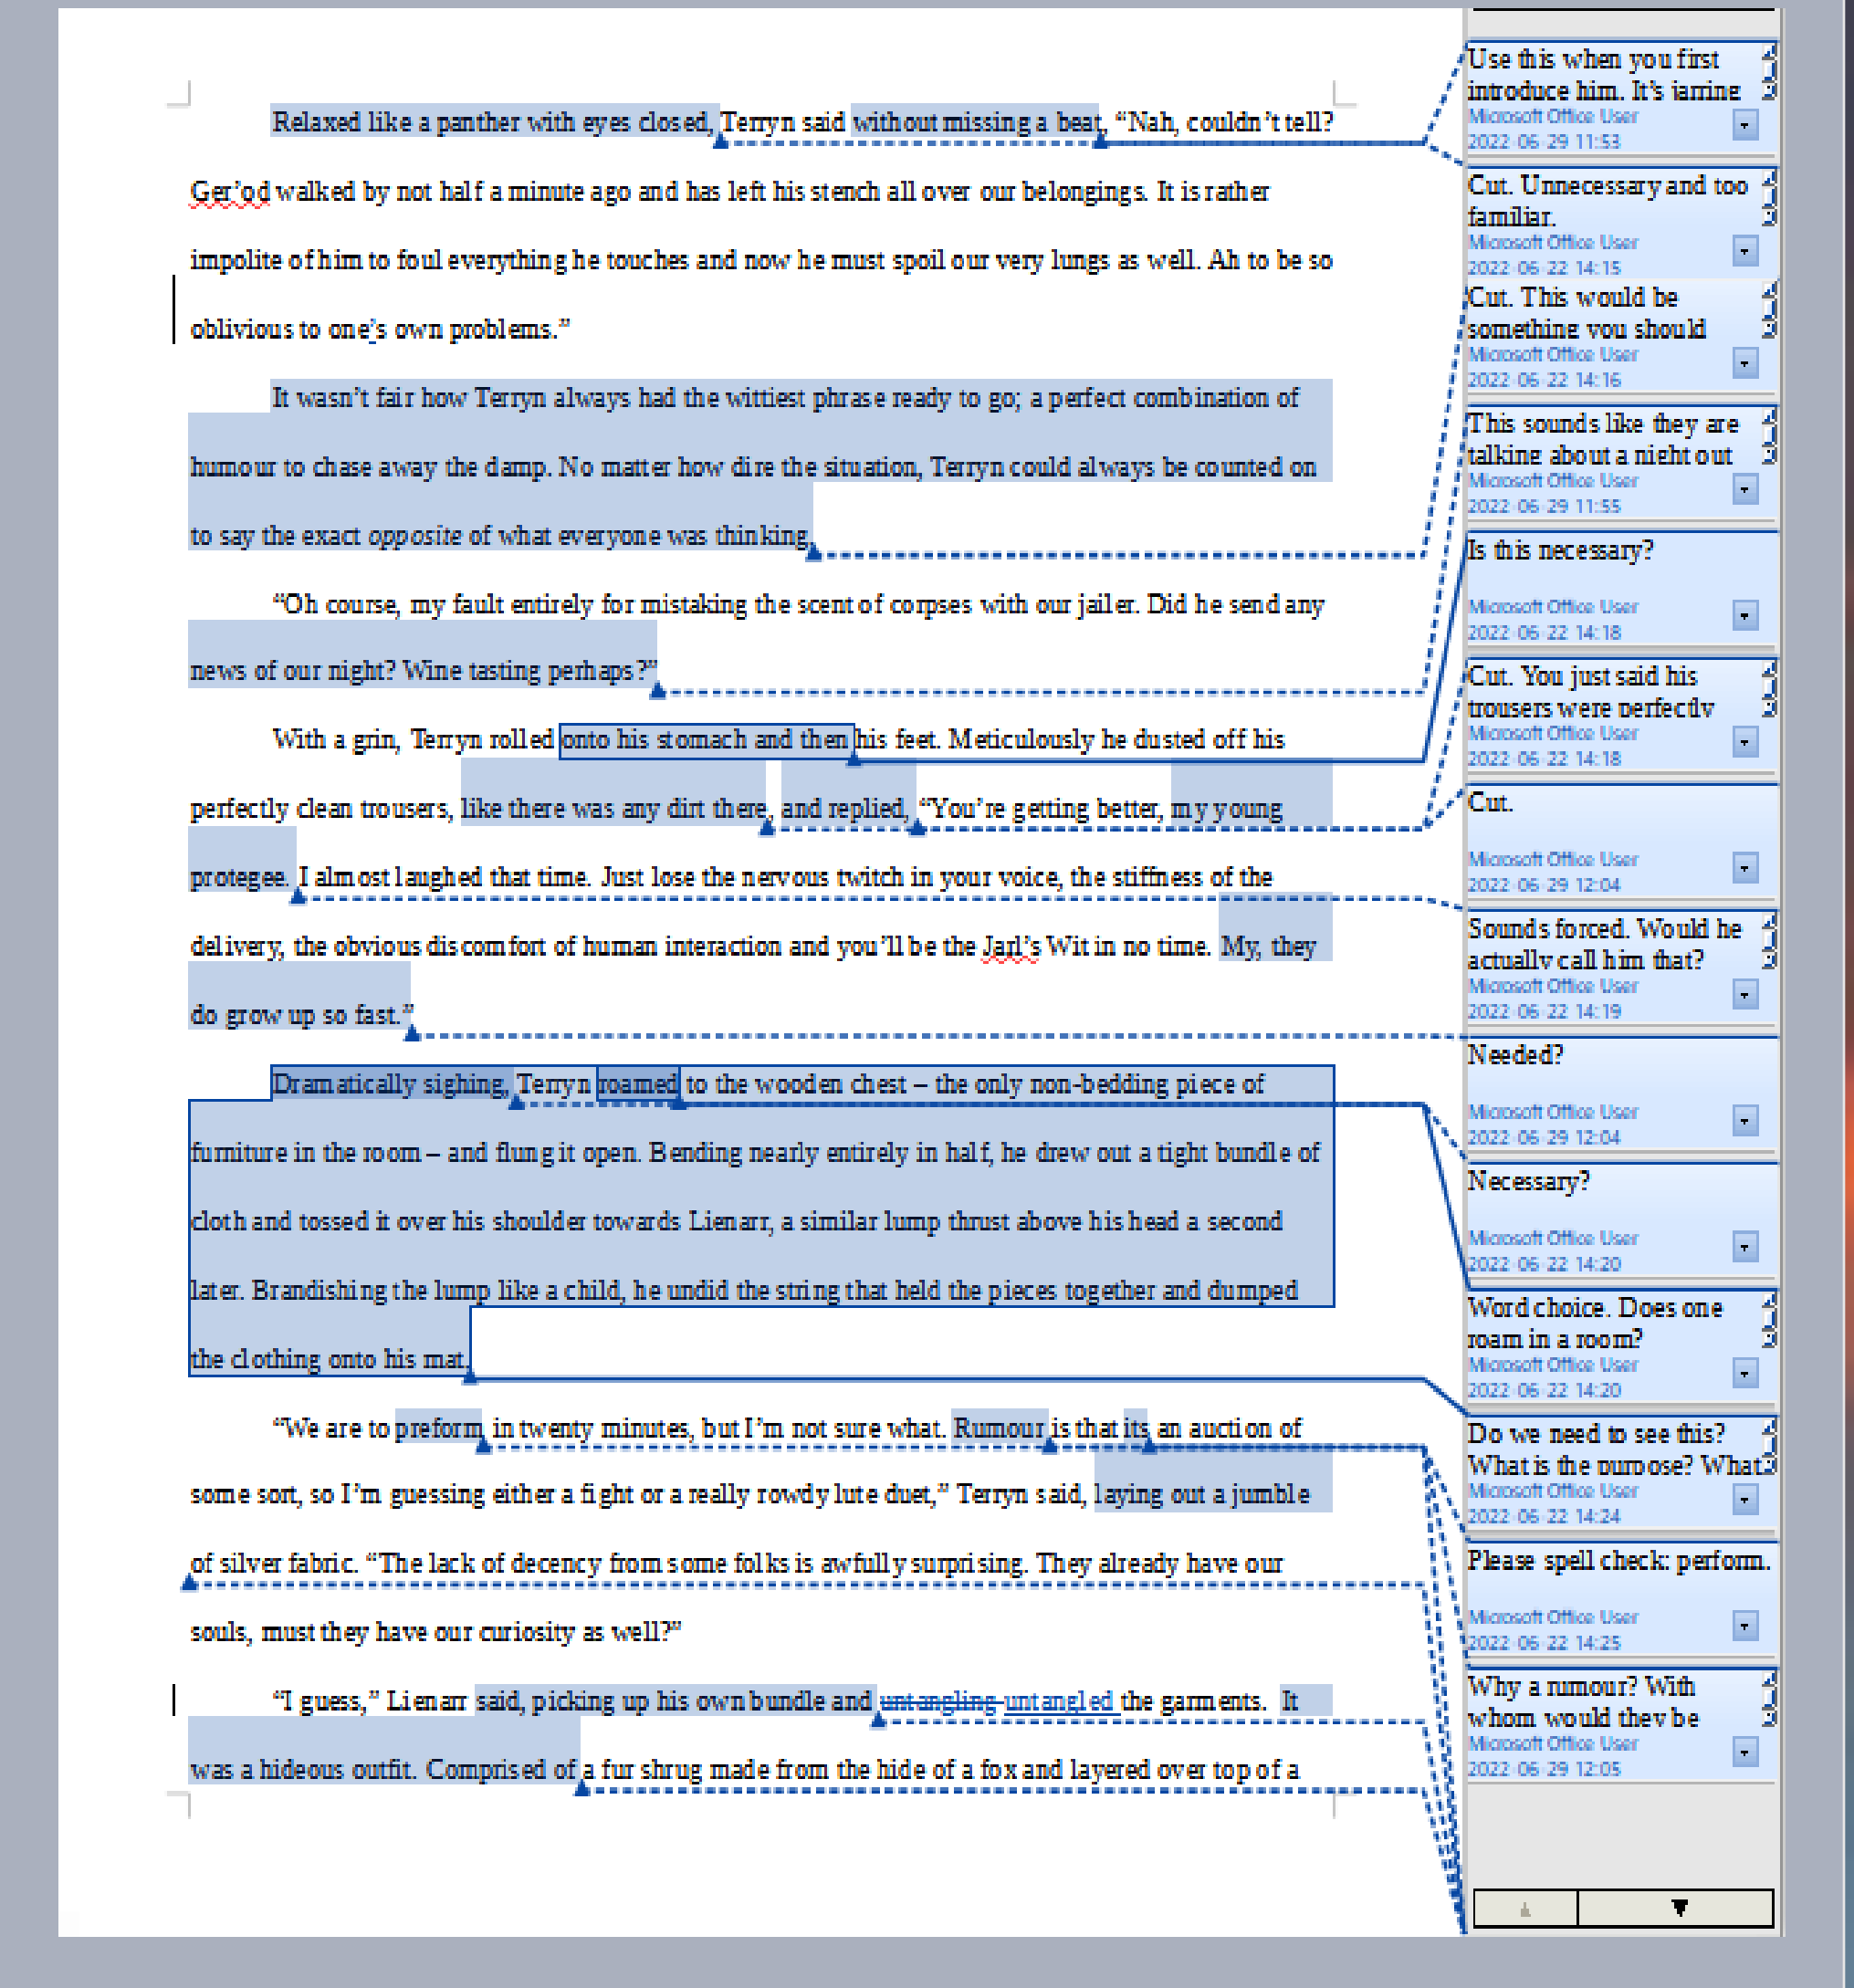 Relaxed like a panther with eyes closed, Terryn said without missing a beat, “Nah, couldn’t tell?
Ger’od walked by not half a minute ago and has left his stench all over our belongings. It is rather
impolite of him to foul everything he touches and now he must spoil our very lungs as well. Ah to be so
oblivious to one’s own problems.”
It wasn’t fair how Terryn always had the wittiest phrase ready to go; a perfect combination of
humour to chase away the damp. No matter how dire the situation, Terryn could always be counted on
to say the exact opposite of what everyone was thinking.
“Oh course, my fault entirely for mistaking the scent of corpses with our jailer. Did he send any
news of our night? Wine tasting perhaps?”
With a grin, Terryn rolled onto his stomach and then his feet. Meticulously he dusted off his
perfectly clean trousers, like there was any dirt there, and replied, “You’re getting better, my young
protegee. I almost laughed that time. Just lose the nervous twitch in your voice, the stiffness of the
delivery, the obvious discomfort of human interaction and you’ll be the Jarl’s Wit in no time. My, they
do grow up so fast.”
Dramatically sighing, Terryn roamed to the wooden chest – the only non-bedding piece of
furniture in the room – and flung it open. Bending nearly entirely in half, he drew out a tight bundle of
cloth and tossed it over his shoulder towards Lienarr, a similar lump thrust above his head a second
later. Brandishing the lump like a child, he undid the string that held the pieces together and dumped
the clothing onto his mat.
“We are to preform in twenty minutes, but I’m not sure what. Rumour is that its an auction of
some sort, so I’m guessing either a fight or a really rowdy lute duet,” Terryn said, laying out a jumble
of silver fabric. “The lack of decency from some folks is awfully surprising. They already have our
souls, must they have our curiosity as well?”
“I guess,” Lienarr said, picking up his own bundle and untangling untangled the garments.  It
was a hideous outfit. Comprised of a fur shrug made from the hide of a fox and layered over top of a
Use this when you first
introduce him. It’s jarring
Microsoft Office User
2022-06-29 11:53
Cut. Unnecessary and too
familiar.
Microsoft Office User
2022-06-22 14:15
Cut. This would be
something you should
Microsoft Office User
2022-06-22 14:16
This sounds like they are
talking about a night out
Microsoft Office User
2022-06-29 11:55
Is this necessary?
Microsoft Office User
2022-06-22 14:18
Cut. You just said his
trousers were perfectly
Microsoft Office User
2022-06-22 14:18
Cut.
Microsoft Office User
2022-06-29 12:04
Sounds forced. Would he
actually call him that?
Microsoft Office User
2022-06-22 14:19
Needed?
Microsoft Office User
2022-06-29 12:04
Necessary?
Microsoft Office User
2022-06-22 14:20
Word choice. Does one
roam in a room?
Microsoft Office User
2022-06-22 14:20
Do we need to see this?
What is the purpose? What
Microsoft Office User
2022-06-22 14:24
Please spell check: perform.
Microsoft Office User
2022-06-22 14:25
Why a rumour? With
whom would they be
Microsoft Office User
2022-06-29 12:05